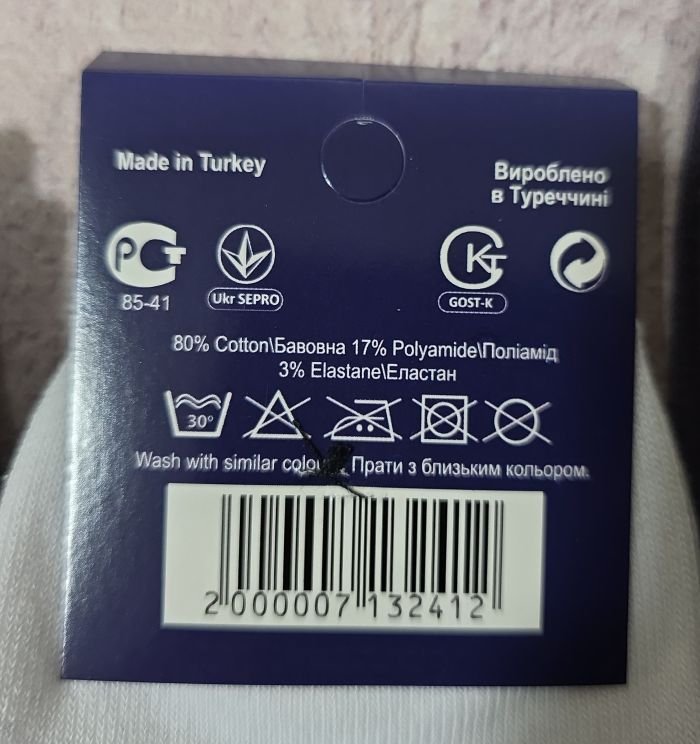 Made in Turkey
Вироблено
в Туреччині
РСТ
85-41
Ukr SEPRO
GOST-K
80% Cotton\Бавовна 17% Polyamide\Поліамід
3% Elastane\Еластан
30°
Wash with similar Прати з близьким кольором.
2 000007 132412